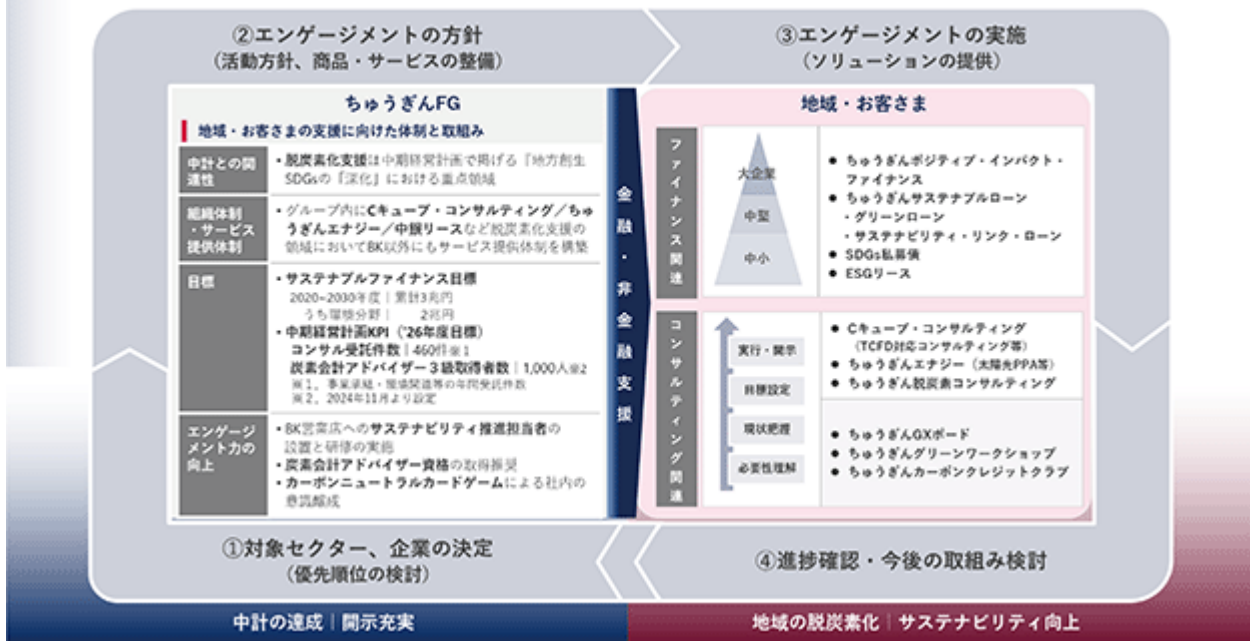 ②エンゲージメントの方針
（活動方針、商品・サービスの整備）
③エンゲージメントの実施
（ソリューションの提供）
ちゅうぎんFG
地域・お客さまの支援に向けた体制と取組み
中計との関
連性
・脱炭素化支援は中期経営計画で掲げる『地方創生
SDGsの「深化」における重点領域
組織体制
・サービス
提供体制
・グループ内にCキューブ・コンサルティング／ちゅ
うぎんエナジー／中銀リースなど脱炭素化支援の
領域においてBK以外にもサービス提供体制を構築
目標
・サステナブルファイナンス目標
2020-2030年度｜累計3兆円
うち環境分野｜ 2兆円
・中期経営計画KPI（'26年度目標）
コンサル受託件数｜460件※1
炭素会計アドバイザー３級取得者数｜1,000人※2
※１、事業承継・環境関連等の年間受託件数
※２、2024年11月より設定
エンゲージ
メント力の
向上
・BK営業店へのサステナビリティ推進担当者の
設置と研修の実施
・炭素会計アドバイザー資格の取得推奨
・カーボンニュートラルカードゲームによる社内の
意識醸成
金融・非金融支援
地域・お客さま
ファイナンス関連
大企業
中堅
中小
● ちゅうぎんポジティブ・インパクト・
ファイナンス
● ちゅうぎんサステナブルローン
・グリーンローン
・サステナビリティ・リンク・ローン
● SDGs私募債
● ESGリース
コンサルティング関連
実行・開示
目標設定
現状把握
必要性理解
● Cキューブ・コンサルティング
（TCFD対応コンサルティング等）
● ちゅうぎんエナジー（太陽光PPA等）
● ちゅうぎん脱炭素コンサルティング
● ちゅうぎんGXボード
● ちゅうぎんグリーンワークショップ
● ちゅうぎんカーボンクレジットクラブ
①対象セクター、企業の決定
（優先順位の検討）
④進捗確認・今後の取組み検討
中計の達成｜開示充実
地域の脱炭素化｜サステナビリティ向上